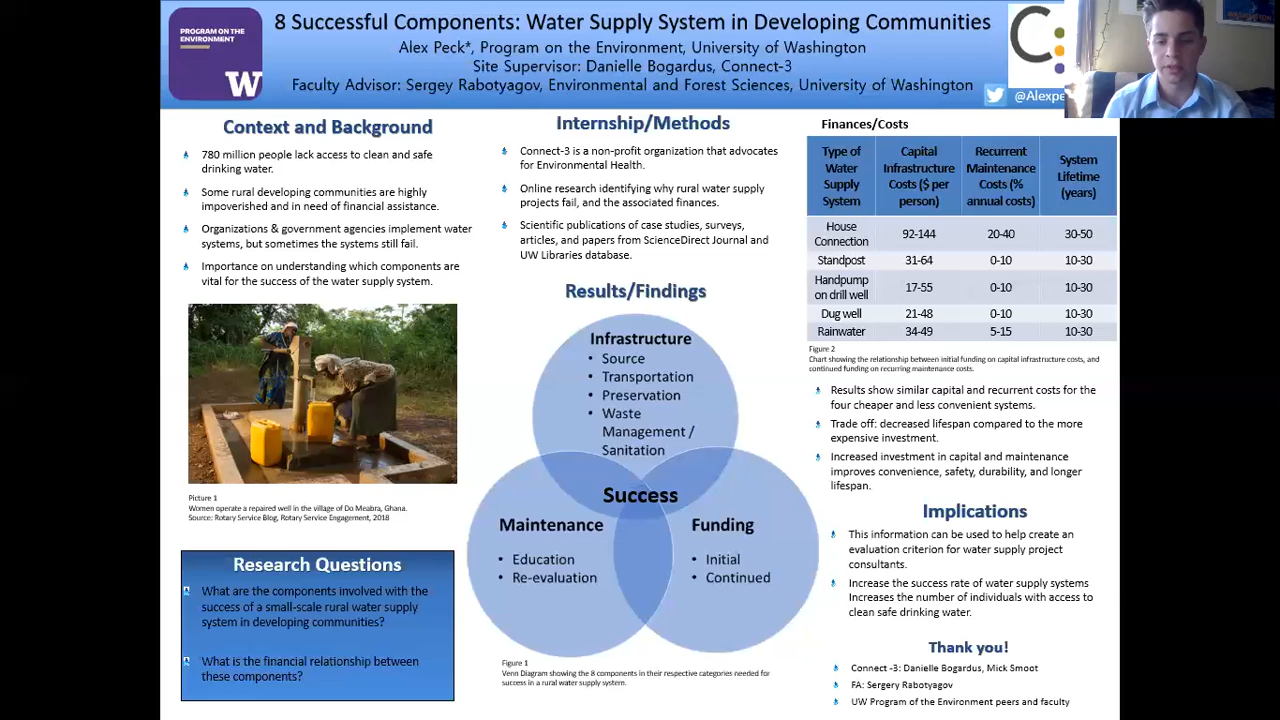 PROGRAM ON THE
ENVIRONMENT
W
8 Successful Components: Water Supply System in Developing Communities
Alex Peck*, Program on the Environment, University of Washington
Site Supervisor: Danielle Bogardus, Connect-3
Faculty Advisor: Sergey Rabotyagov, Environmental and Forest Sciences, University of Washington
@Alexpe
Context and Background
780 million people lack access to clean and safe
drinking water.
Some rural developing communities are highly
impoverished and in need of financial assistance.
Organizations & government agencies implement water
systems, but sometimes the systems still fail.
Importance on understanding which components are
vital for the success of the water supply system.
Picture 1
Women operate a repaired well in the village of Do Meabra, Ghana.
Source: Rotary Service Blog, Rotary Service Engagement, 2018
Research Questions
What are the components involved with the
success of a small-scale rural water supply
system in developing communities?
What is the financial relationship between
these components?
Internship/Methods
Connect-3 is a non-profit organization that advocates
for Environmental Health.
Online research identifying why rural water supply
projects fail, and the associated finances.
Scientific publications of case studies, surveys,
articles, and papers from ScienceDirect Journal and
UW Libraries database.
Results/Findings
Infrastructure
• Source
• Transportation
• Preservation
• Waste
Management /
Sanitation
Success
Maintenance
• Education
• Re-evaluation
Funding
• Initial
• Continued
Figure 1
Venn Diagram showing the 8 components in their respective categories needed for
success in a rural water supply system.
Finances/Costs
Type of Water Supply System Capital Infrastructure Costs ($ per person) Recurrent Maintenance Costs (% annual costs) System Lifetime (years)
House Connection 92-144 20-40 30-50
Standpost 31-64 0-10 10-30
Handpump on drill well 17-55 0-10 10-30
Dug well 21-48 0-10 10-30
Rainwater 34-49 5-15 10-30
Figure 2
Chart showing the relationship between initial funding on capital infrastructure costs, and
continued funding on recurring maintenance costs.
Results show similar capital and recurrent costs for the
four cheaper and less convenient systems.
Trade off: decreased lifespan compared to the more
expensive investment.
Increased investment in capital and maintenance
improves convenience, safety, durability, and longer
lifespan.
Implications
This information can be used to help create an
evaluation criterion for water supply project
consultants.
Increase the success rate of water supply systems
Increases the number of individuals with access to
clean safe drinking water.
Thank you!
Connect -3: Danielle Bogardus, Mick Smoot
FA: Sergery Rabotyagov
UW Program of the Environment peers and faculty